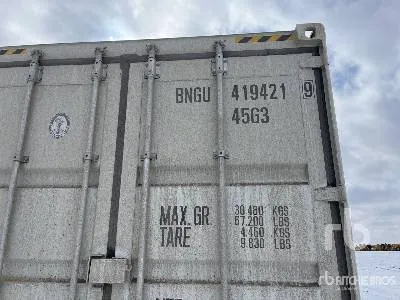 BNGU 419421 9
45G3
MAX. GR. 30.480 KGS
67.200 LBS
TARE 4.460 KGS
9.830 LBS
rb
RITCHIE BROS